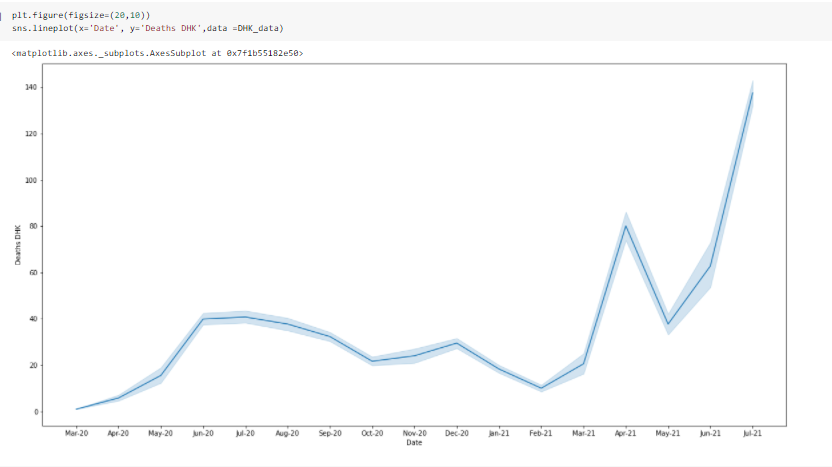 plt.figure(figsize=(20,10))
sns.lineplot(x='Date', y='Deaths DHK',data =DHK_data)
<matplotlib.axes._subplots.AxesSubplot at 0x7f1b55182e50>
140
120
100
80
60
40
20
0
Deaths DHK
Mar-20 Apr-20 May-20 Jun-20 Jul-20 Aug-20 Sep-20 Oct-20 Nov-20 Dec-20 Jan-21 Feb-21 Mar-21 Apr-21 May-21 Jun-21 Jul-21
Date